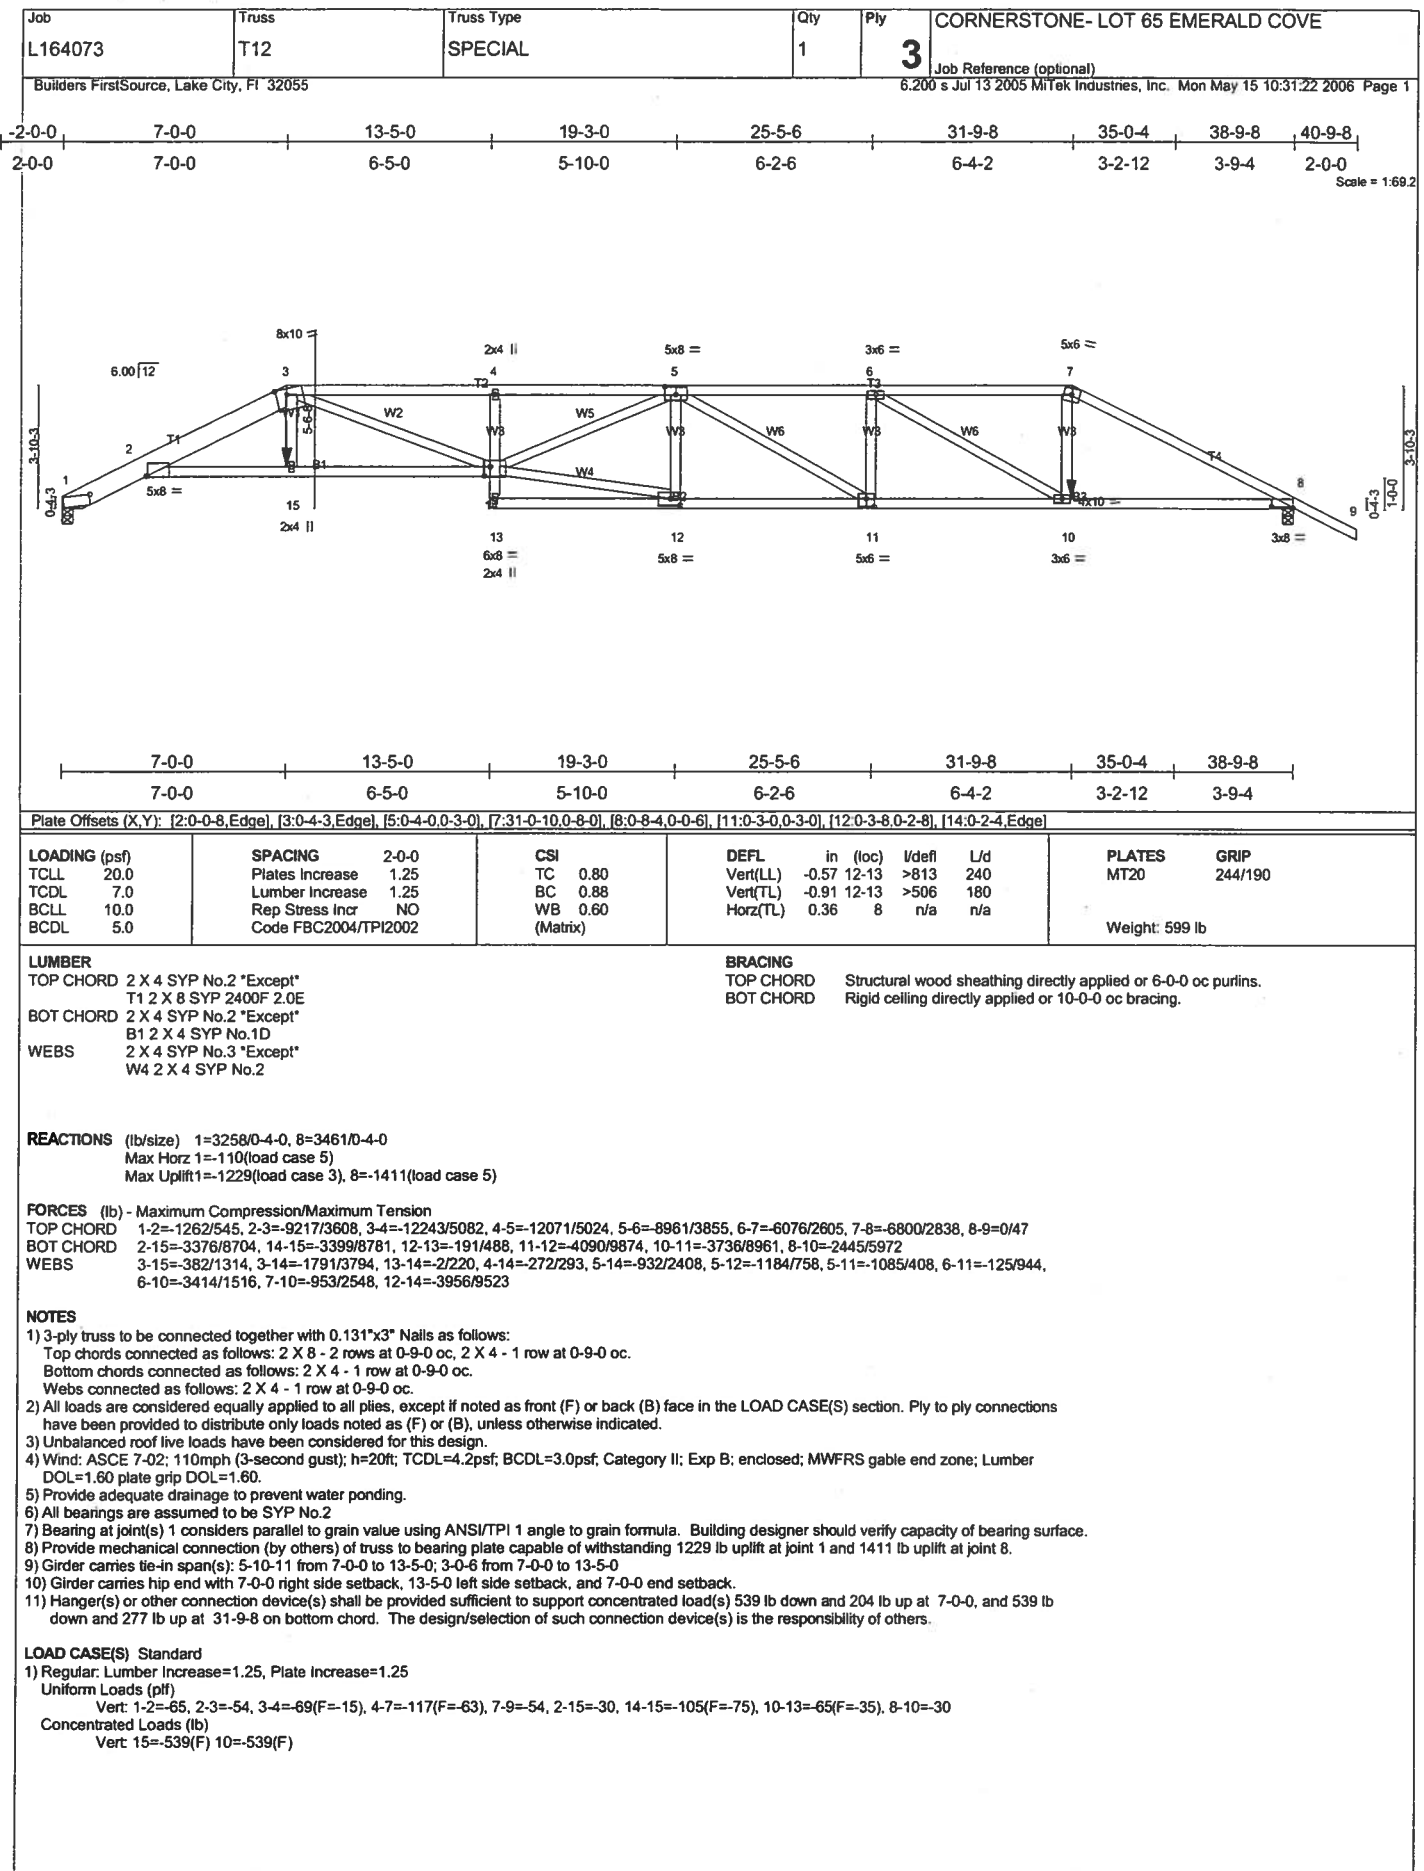 Job Truss Truss Type Qty Ply CORNERSTONE- LOT 65 EMERALD COVE
L164073 T12 SPECIAL 1 3
Job Reference (optional)
Builders FirstSource, Lake City, Fl 32055 6.200 s Jul 13 2005 MiTek Industries, Inc. Mon May 15 10:31:22 2006 Page 1
-2-0-0 7-0-0 13-5-0 19-3-0 25-5-6 31-9-8 35-0-4 38-9-8 40-9-8
2-0-0 7-0-0 6-5-0 5-10-0 6-2-6 6-4-2 3-2-12 3-9-4 2-0-0
Scale = 1:69.2
8x10 =
2x4 || 5x8 = 3x6 = 5x6 =
6.00 12 3 4 5 6 7
T2 T3
W2 W5
5-6-8
3-10-3 2 T1 W3 W3 W6 W6 W3 3-10-3
B1 W4 T4
1 8
0-4-3 5x8 = 15 4x10 = 9 0-4-3 1-0-0
2x4 || 13 12 11 10 3x8 =
6x8 = 5x8 = 5x6 = 3x6 =
2x4 ||
7-0-0 13-5-0 19-3-0 25-5-6 31-9-8 35-0-4 38-9-8
7-0-0 6-5-0 5-10-0 6-2-6 6-4-2 3-2-12 3-9-4
Plate Offsets (X,Y): [2:0-0-8,Edge], [3:0-4-3,Edge], [5:0-4-0,0-3-0], [7:31-0-10,0-8-0], [8:0-8-4,0-0-6], [11:0-3-0,0-3-0], [12:0-3-8,0-2-8], [14:0-2-4,Edge]
LOADING (psf) SPACING 2-0-0 CSI DEFL in (loc) l/defl L/d PLATES GRIP
TCLL 20.0 Plates Increase 1.25 TC 0.80 Vert(LL) -0.57 12-13 >813 240 MT20 244/190
TCDL 7.0 Lumber Increase 1.25 BC 0.88 Vert(TL) -0.91 12-13 >506 180
BCLL 10.0 Rep Stress Incr NO WB 0.60 Horz(TL) 0.36 8 n/a n/a
BCDL 5.0 Code FBC2004/TPI2002 (Matrix) Weight: 599 lb
LUMBER BRACING
TOP CHORD 2 X 4 SYP No.2 *Except* TOP CHORD Structural wood sheathing directly applied or 6-0-0 oc purlins.
T1 2 X 8 SYP 2400F 2.0E BOT CHORD Rigid ceiling directly applied or 10-0-0 oc bracing.
BOT CHORD 2 X 4 SYP No.2 *Except*
B1 2 X 4 SYP No.1D
WEBS 2 X 4 SYP No.3 *Except*
W4 2 X 4 SYP No.2
REACTIONS (lb/size) 1=3258/0-4-0, 8=3461/0-4-0
Max Horz 1=-110(load case 5)
Max Uplift 1=-1229(load case 3), 8=-1411(load case 5)
FORCES (lb) - Maximum Compression/Maximum Tension
TOP CHORD 1-2=-1262/545, 2-3=-9217/3608, 3-4=-12243/5082, 4-5=-12071/5024, 5-6=-8961/3855, 6-7=-6076/2605, 7-8=-6800/2838, 8-9=0/47
BOT CHORD 2-15=-3376/8704, 14-15=-3399/8781, 12-13=-191/488, 11-12=-4090/9874, 10-11=-3736/8961, 8-10=-2445/5972
WEBS 3-15=-382/1314, 3-14=-1791/3794, 13-14=-2/220, 4-14=-272/293, 5-14=-932/2408, 5-12=-1184/758, 5-11=-1085/408, 6-11=-125/944,
6-10=-3414/1516, 7-10=-953/2548, 12-14=-3956/9523
NOTES
1) 3-ply truss to be connected together with 0.131"x3" Nails as follows:
Top chords connected as follows: 2 X 8 - 2 rows at 0-9-0 oc, 2 X 4 - 1 row at 0-9-0 oc.
Bottom chords connected as follows: 2 X 4 - 1 row at 0-9-0 oc.
Webs connected as follows: 2 X 4 - 1 row at 0-9-0 oc.
2) All loads are considered equally applied to all plies, except if noted as front (F) or back (B) face in the LOAD CASE(S) section. Ply to ply connections
have been provided to distribute only loads noted as (F) or (B), unless otherwise indicated.
3) Unbalanced roof live loads have been considered for this design.
4) Wind: ASCE 7-02; 110mph (3-second gust); h=20ft; TCDL=4.2psf; BCDL=3.0psf; Category II; Exp B; enclosed; MWFRS gable end zone; Lumber
DOL=1.60 plate grip DOL=1.60.
5) Provide adequate drainage to prevent water ponding.
6) All bearings are assumed to be SYP No.2
7) Bearing at joint(s) 1 considers parallel to grain value using ANSI/TPI 1 angle to grain formula. Building designer should verify capacity of bearing surface.
8) Provide mechanical connection (by others) of truss to bearing plate capable of withstanding 1229 lb uplift at joint 1 and 1411 lb uplift at joint 8.
9) Girder carries tie-in span(s): 5-10-11 from 7-0-0 to 13-5-0; 3-0-6 from 7-0-0 to 13-5-0
10) Girder carries hip end with 7-0-0 right side setback, 13-5-0 left side setback, and 7-0-0 end setback.
11) Hanger(s) or other connection device(s) shall be provided sufficient to support concentrated load(s) 539 lb down and 204 lb up at 7-0-0, and 539 lb
down and 277 lb up at 31-9-8 on bottom chord. The design/selection of such connection device(s) is the responsibility of others.
LOAD CASE(S) Standard
1) Regular: Lumber Increase=1.25, Plate Increase=1.25
Uniform Loads (plf)
Vert: 1-2=-65, 2-3=-54, 3-4=-69(F=-15), 4-7=-117(F=-63), 7-9=-54, 2-15=-30, 14-15=-105(F=-75), 10-13=-65(F=-35), 8-10=-30
Concentrated Loads (lb)
Vert: 15=-539(F) 10=-539(F)